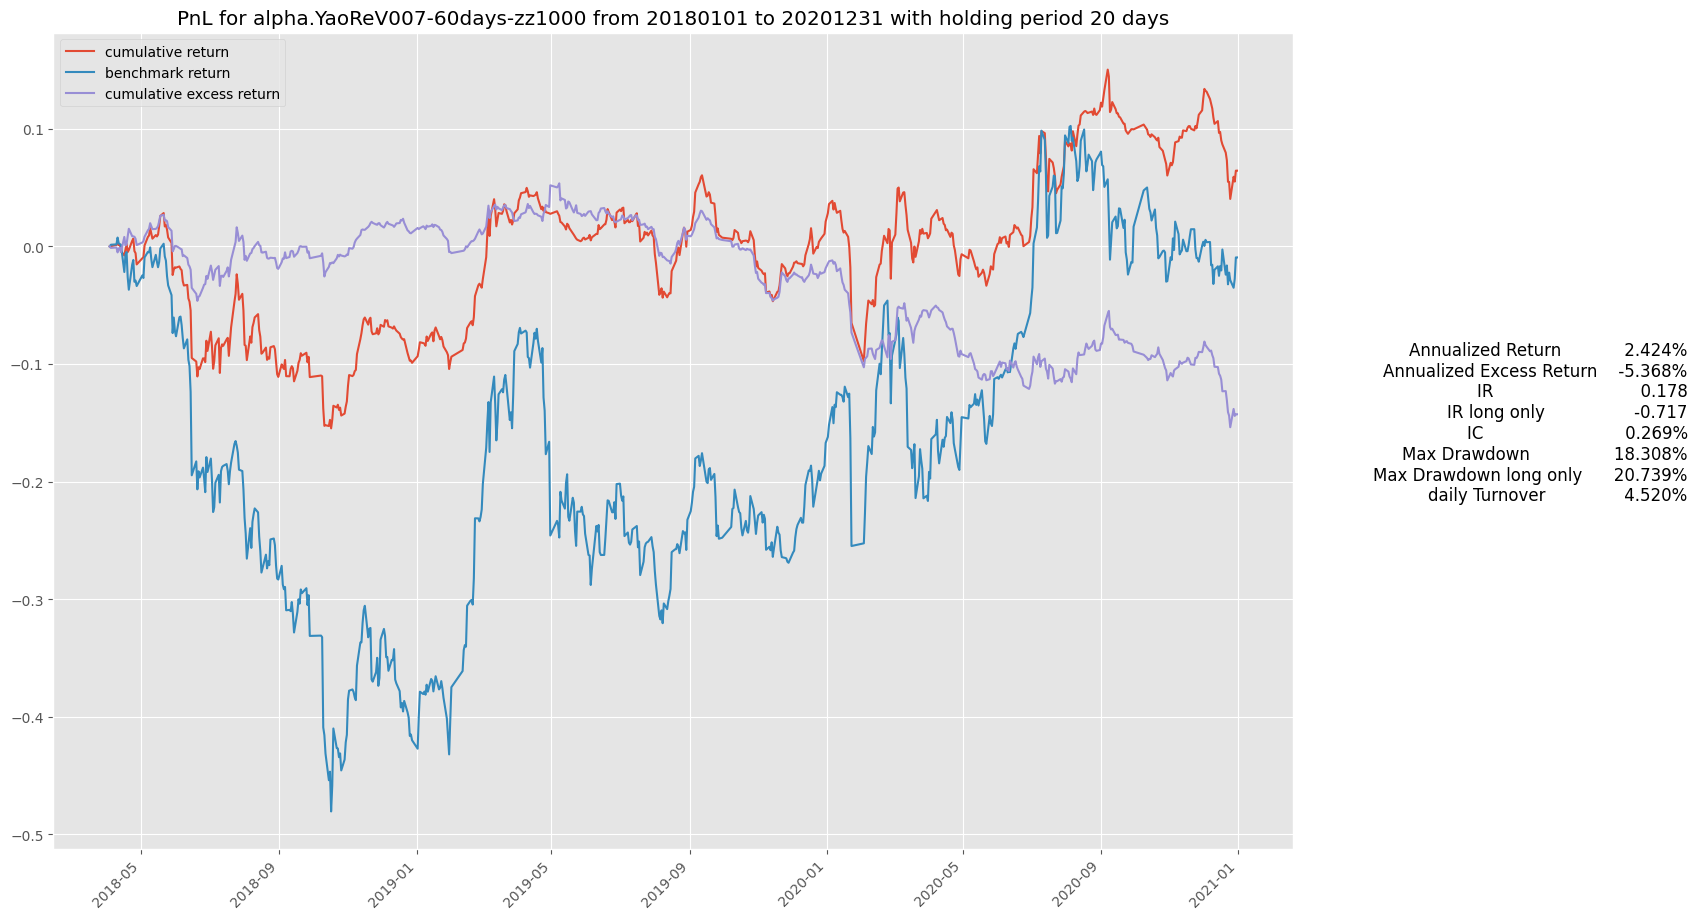 PnL for alpha.YaoReV007-60days-zz1000 from 20180101 to 20201231 with holding period 20 days
cumulative return
benchmark return
cumulative excess return
0.1
0.0
−0.1
−0.2
−0.3
−0.4
−0.5
2018-05
2018-09
2019-01
2019-05
2019-09
2020-01
2020-05
2020-09
2021-01
Annualized Return 2.424%
Annualized Excess Return -5.368%
IR 0.178
IR long only -0.717
IC 0.269%
Max Drawdown 18.308%
Max Drawdown long only 20.739%
daily Turnover 4.520%